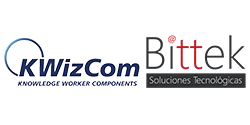 KWizCom
KNOWLEDGE WORKER COMPONENTS
Bittek
Soluciones Tecnológicas